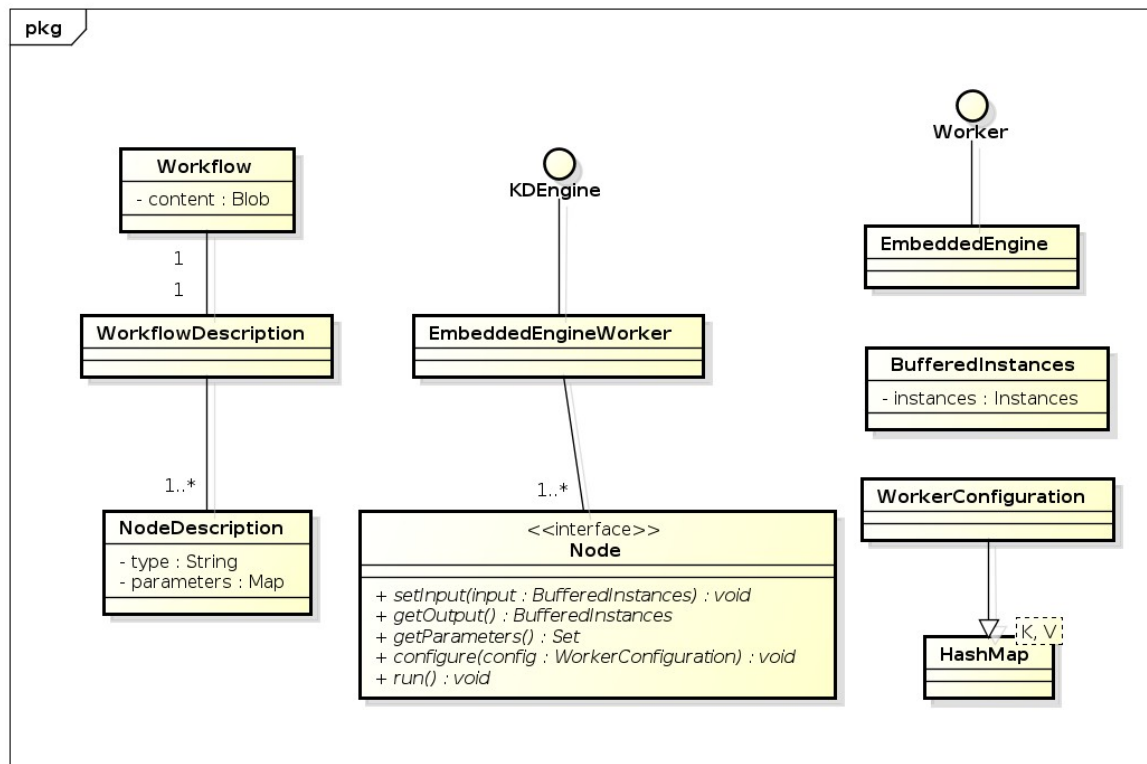 pkg
Workflow
- content : Blob
1
1
WorkflowDescription
1..*
NodeDescription
- type : String
- parameters : Map
KDEngine
EmbeddedEngineWorker
1..*
<<interface>>
Node
+ setInput(input : BufferedInstances) : void
+ getOutput() : BufferedInstances
+ getParameters() : Set
+ configure(config : WorkerConfiguration) : void
+ run() : void
Worker
EmbeddedEngine
BufferedInstances
- instances : Instances
WorkerConfiguration
K, V
HashMap